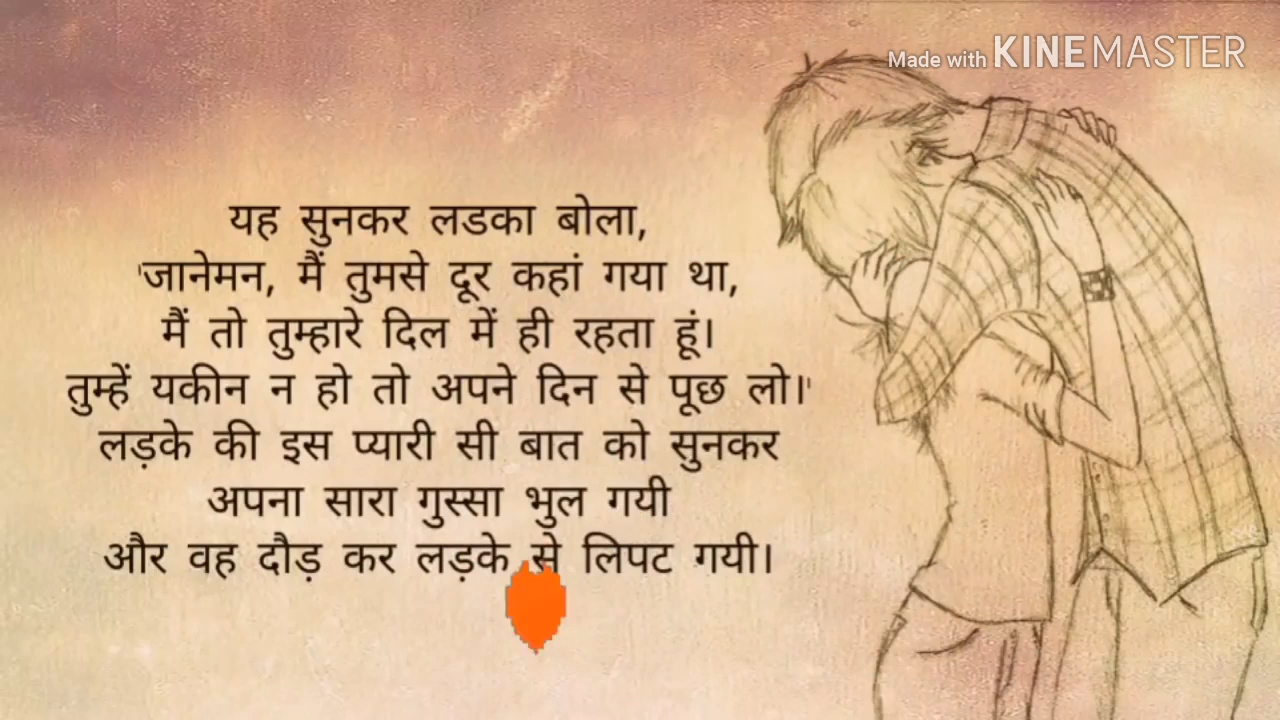 Made with KINEMASTER
यह सुनकर लडका बोला,
'जानेमन, मैं तुमसे दूर कहां गया था,
मैं तो तुम्हारे दिल में ही रहता हूं।
तुम्हें यकीन न हो तो अपने दिन से पूछ लो।'
लड़के की इस प्यारी सी बात को सुनकर
अपना सारा गुस्सा भुल गयी
और वह दौड़ कर लड़के से लिपट गयी।